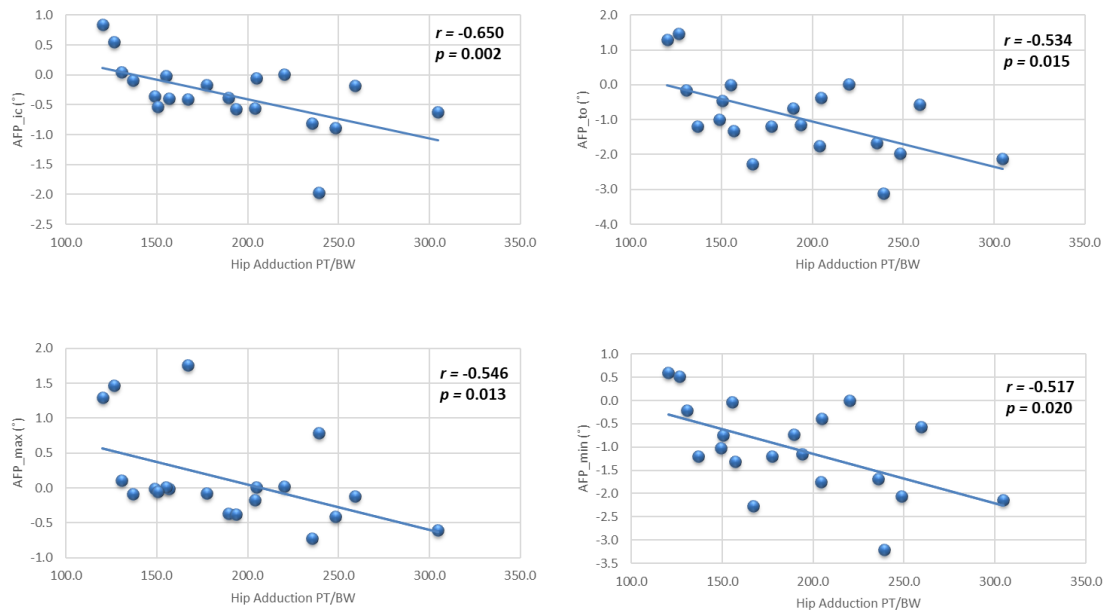 1.0
0.5
0.0
-0.5
-1.0
-1.5
-2.0
-2.5
AFP_ic (˚)
r = -0.650
p = 0.002
100.0 150.0 200.0 250.0 300.0 350.0
Hip Adduction PT/BW
2.0
1.0
0.0
-1.0
-2.0
-3.0
-4.0
AFP_to (˚)
r = -0.534
p = 0.015
100.0 150.0 200.0 250.0 300.0 350.0
Hip Adduction PT/BW
2.0
1.5
1.0
0.5
0.0
-0.5
-1.0
AFP_max (˚)
r = -0.546
p = 0.013
100.0 150.0 200.0 250.0 300.0 350.0
Hip Adduction PT/BW
1.0
0.5
0.0
-0.5
-1.0
-1.5
-2.0
-2.5
-3.0
-3.5
AFP_min (˚)
r = -0.517
p = 0.020
100.0 150.0 200.0 250.0 300.0 350.0
Hip Adduction PT/BW